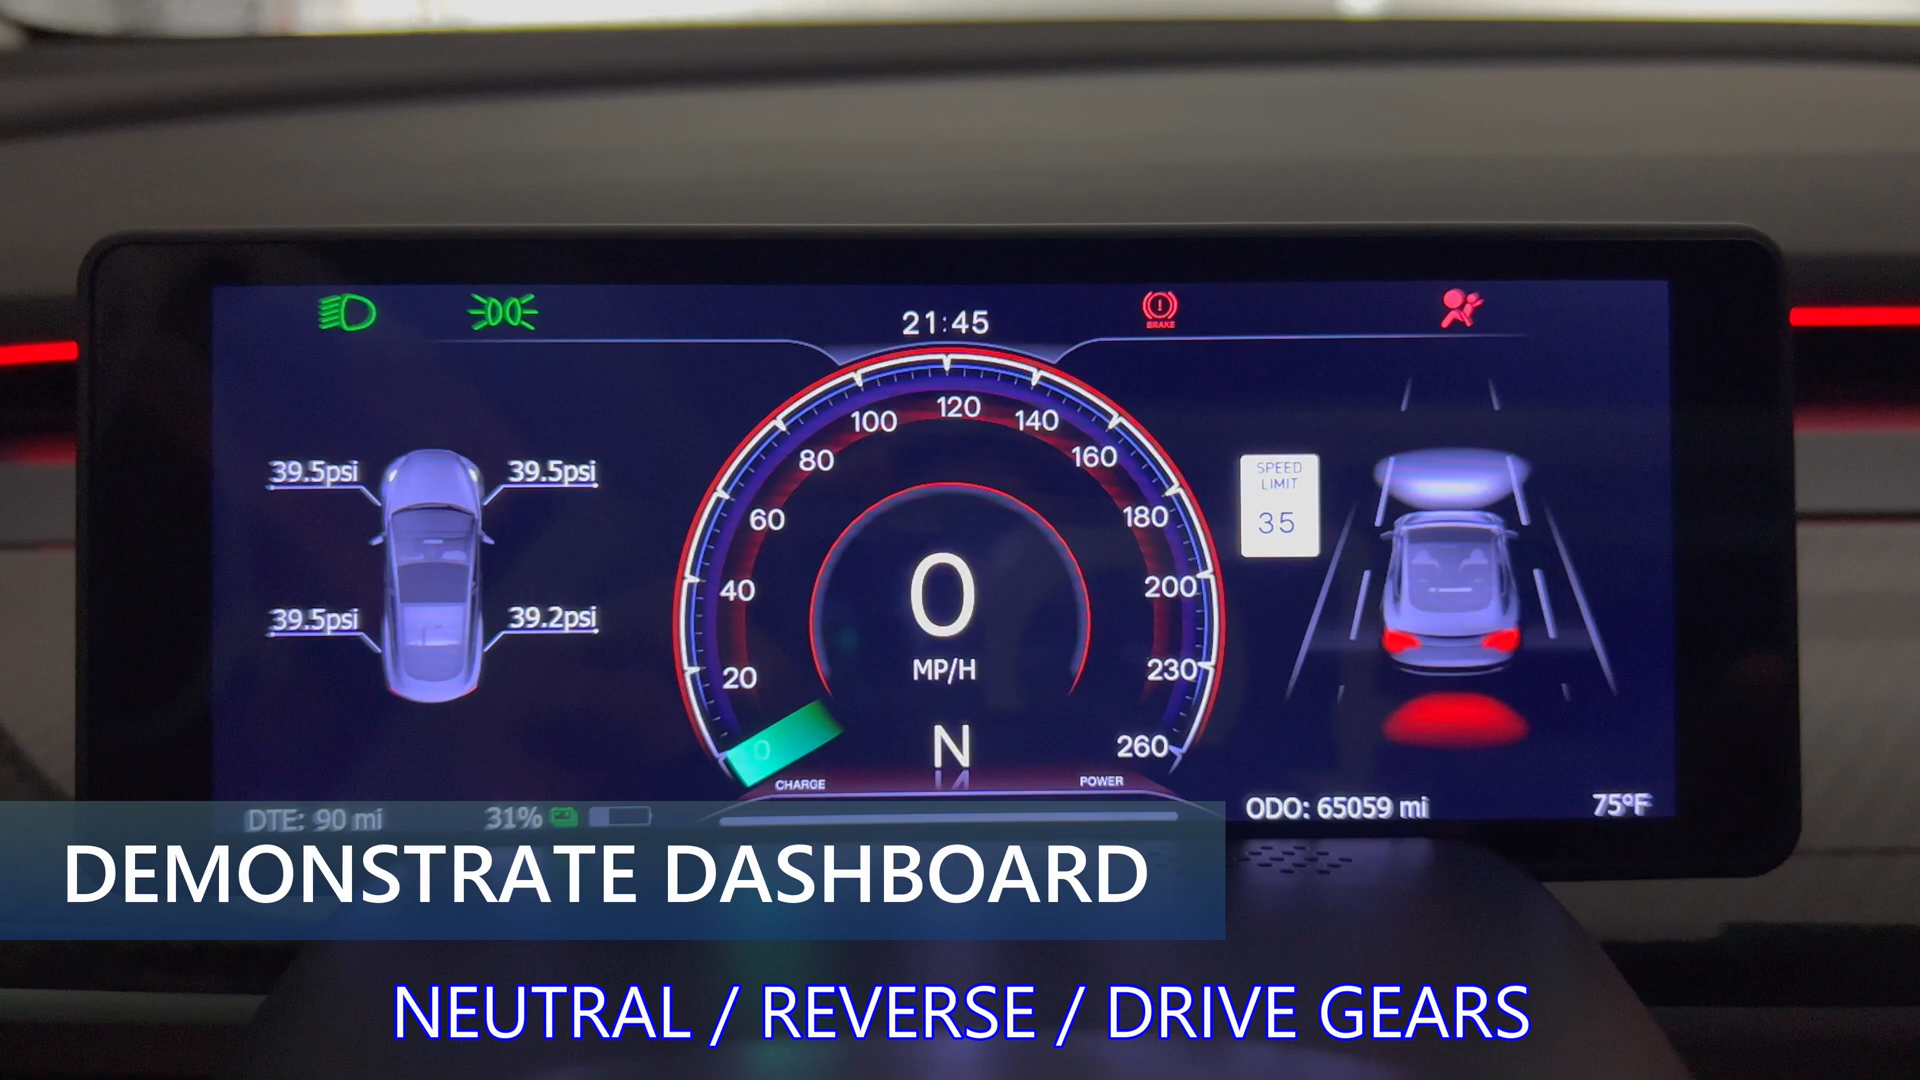 21:45
BRAKE
39.5psi 39.5psi
39.5psi 39.2psi
0 20 40 60 80 100 120 140 160 180 200 230 260
0
MP/H
N
CHARGE POWER
SPEED
LIMIT
35
DTE: 90 mi 31% ODO: 65059 mi 75°F
DEMONSTRATE DASHBOARD
NEUTRAL / REVERSE / DRIVE GEARS